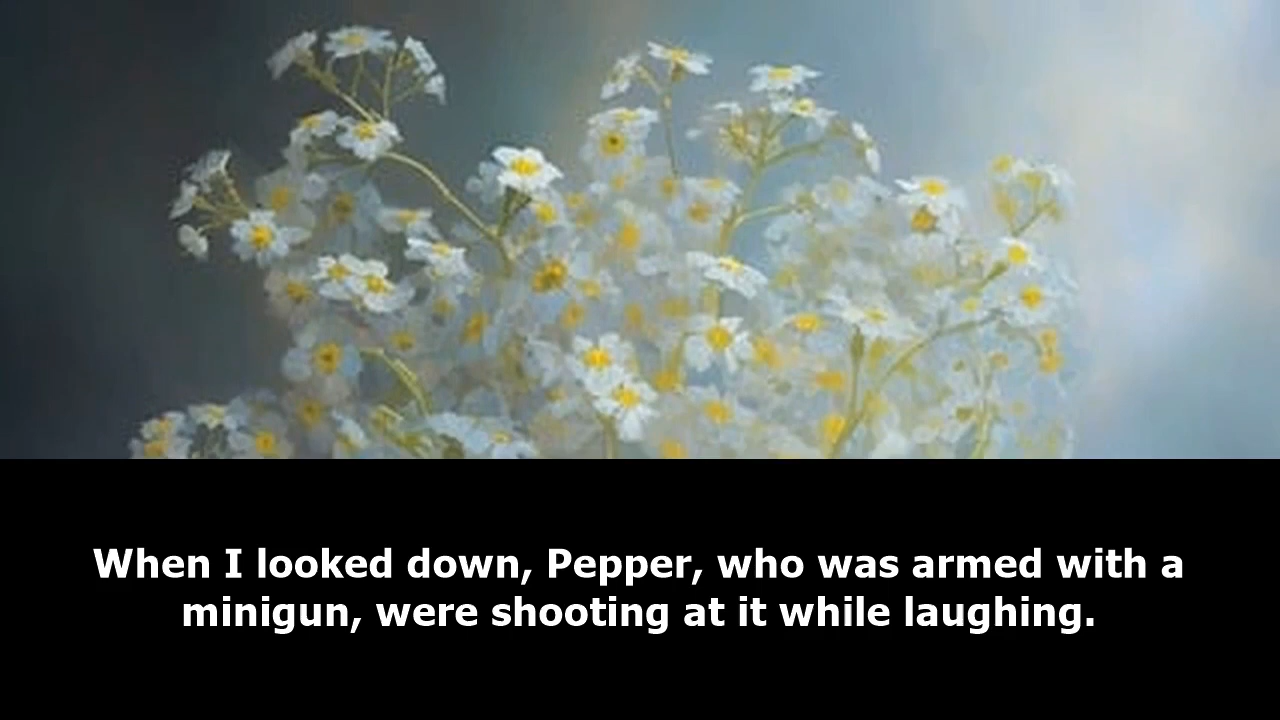 When I looked down, Pepper, who was armed with a
minigun, were shooting at it while laughing.